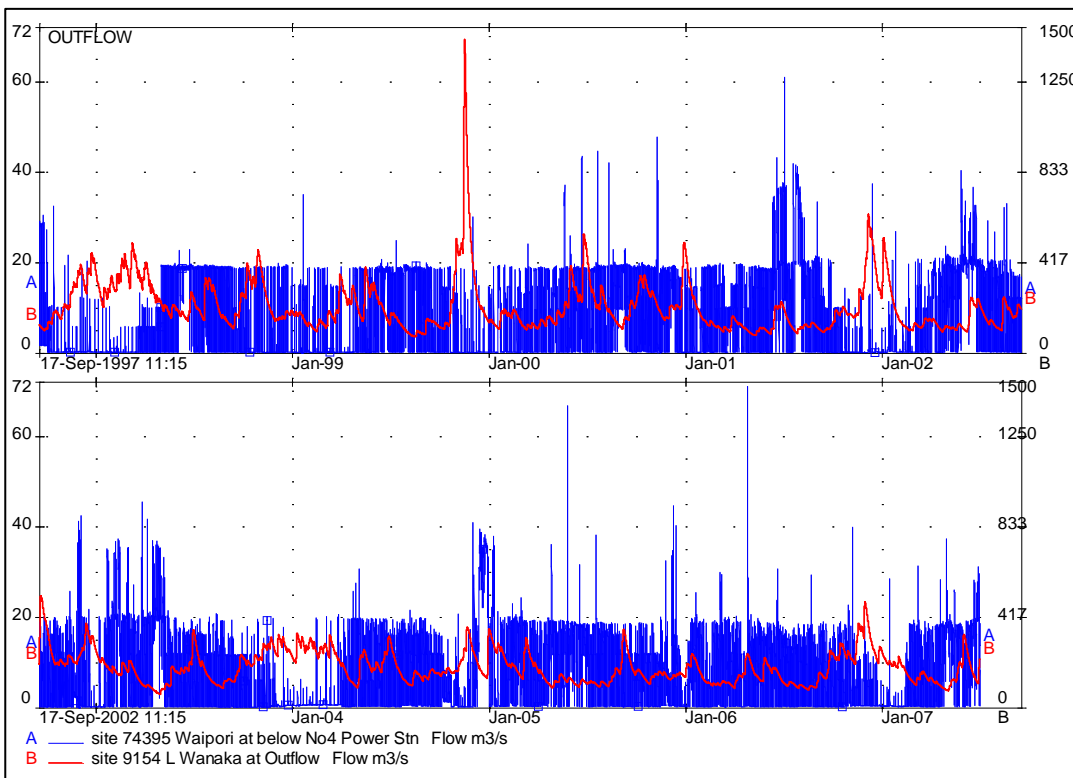 72 OUTFLOW 1500
60 1250
40 833
20 417
A A
B B
0 0
17-Sep-1997 11:15 Jan-99 Jan-00 Jan-01 Jan-02 B
72 1500
60 1250
40 833
20 417
A A
B B
0 0
17-Sep-2002 11:15 Jan-04 Jan-05 Jan-06 Jan-07 B
A site 74395 Waipori at below No4 Power Stn Flow m3/s
B site 9154 L Wanaka at Outflow Flow m3/s